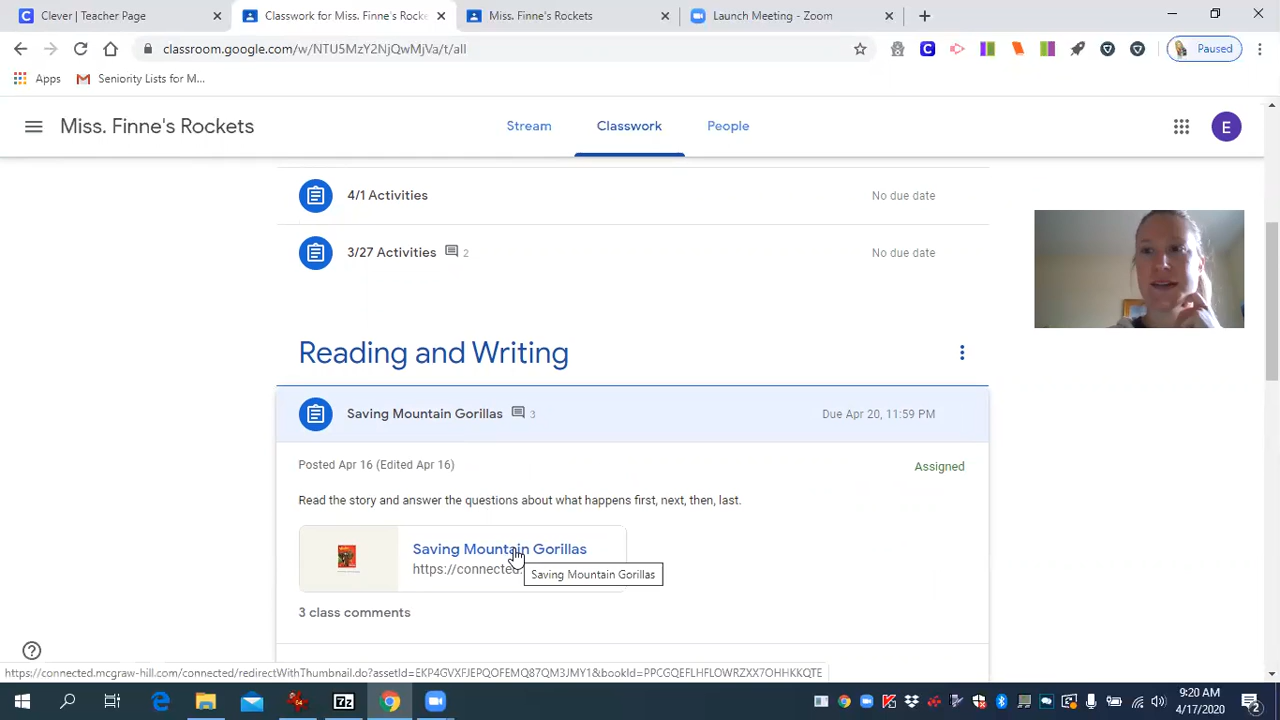 Clever | Teacher Page
Classwork for Miss. Finne's Rocke
Miss. Finne's Rockets
Launch Meeting - Zoom
classroom.google.com/w/NTU5MzY2NjQwMjVa/t/all
Paused
Apps
Seniority Lists for M...
Miss. Finne's Rockets
Stream
Classwork
People
E
4/1 Activities
No due date
3/27 Activities 2
No due date
Reading and Writing
Saving Mountain Gorillas 3
Due Apr 20, 11:59 PM
Posted Apr 16 (Edited Apr 16)
Assigned
Read the story and answer the questions about what happens first, next, then, last.
Saving Mountain Gorillas
https://connected.
Saving Mountain Gorillas
3 class comments
https://connected.mcgraw-hill.com/connected/redirectWithThumbnail.do?assetId=EKP4GVXFJEPQOFEMQ87QM3JMY1&bookId=PPCGQEFLHFLOWRZXX7OHHKKQTE
9:20 AM
4/17/2020
2